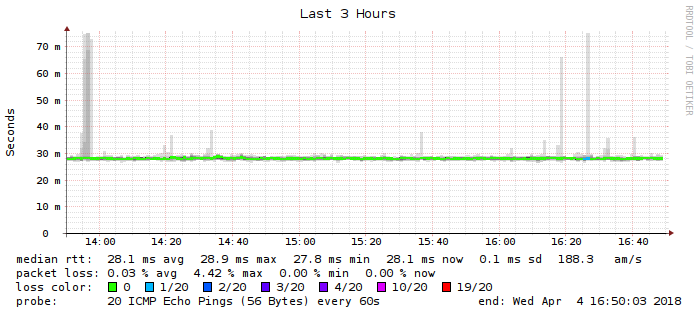 Last 3 Hours
RRDTOOL / TOBI OETIKER
Seconds
70 m
60 m
50 m
40 m
30 m
20 m
10 m
0
14:00 14:20 14:40 15:00 15:20 15:40 16:00 16:20 16:40
median rtt: 28.1 ms avg 28.9 ms max 27.8 ms min 28.1 ms now 0.1 ms sd 188.3 am/s
packet loss: 0.03 % avg 4.42 % max 0.00 % min 0.00 % now
loss color: 0 1/20 2/20 3/20 4/20 10/20 19/20
probe: 20 ICMP Echo Pings (56 Bytes) every 60s end: Wed Apr 4 16:50:03 2018